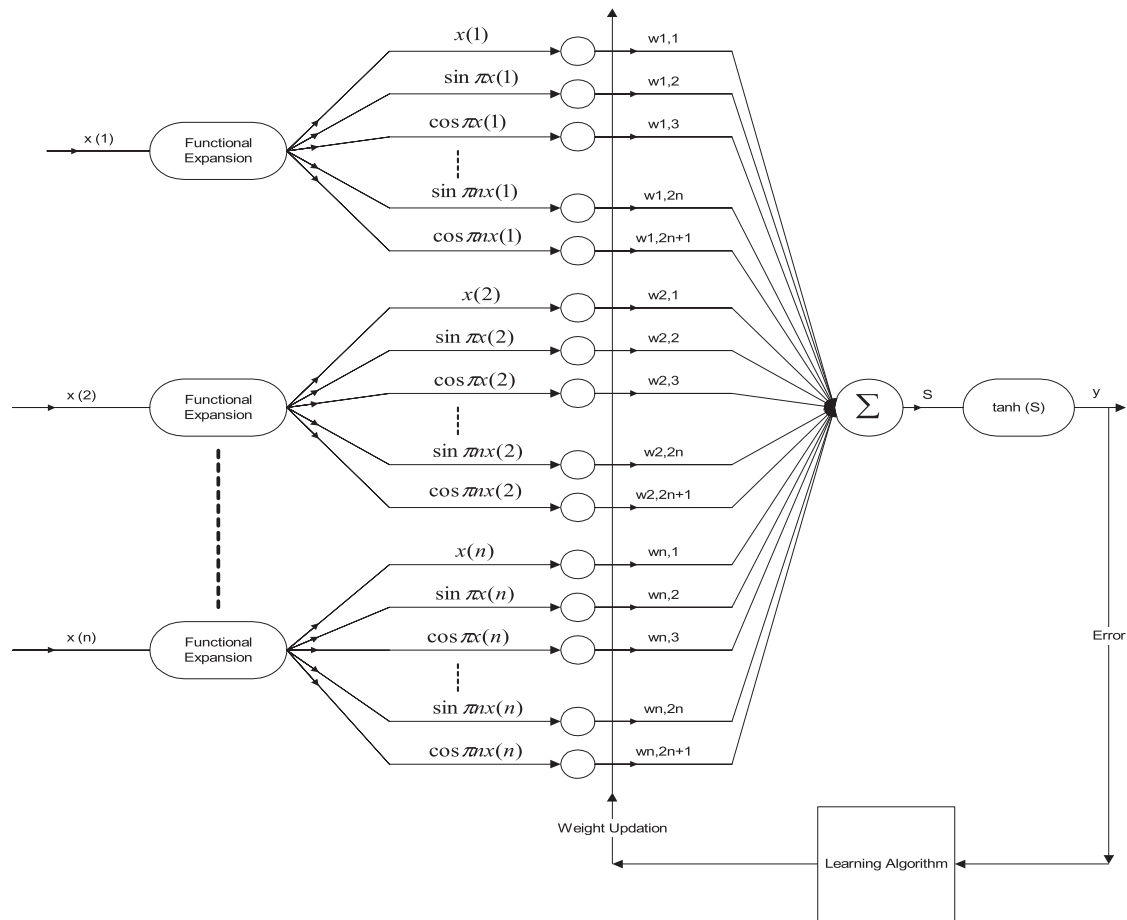 x(1)
w1,1
sin πx(1)
w1,2
x (1)
Functional
Expansion
cos πx(1)
w1,3
sin πnx(1)
w1,2n
cos πnx(1)
w1,2n+1
x(2)
w2,1
sin πx(2)
w2,2
x (2)
Functional
Expansion
cos πx(2)
w2,3
Σ
S
tanh (S)
y
sin πnx(2)
w2,2n
cos πnx(2)
w2,2n+1
x(n)
wn,1
sin πx(n)
wn,2
x (n)
Functional
Expansion
cos πx(n)
wn,3
Error
sin πnx(n)
wn,2n
cos πnx(n)
wn,2n+1
Weight Updation
Learning Algorithm